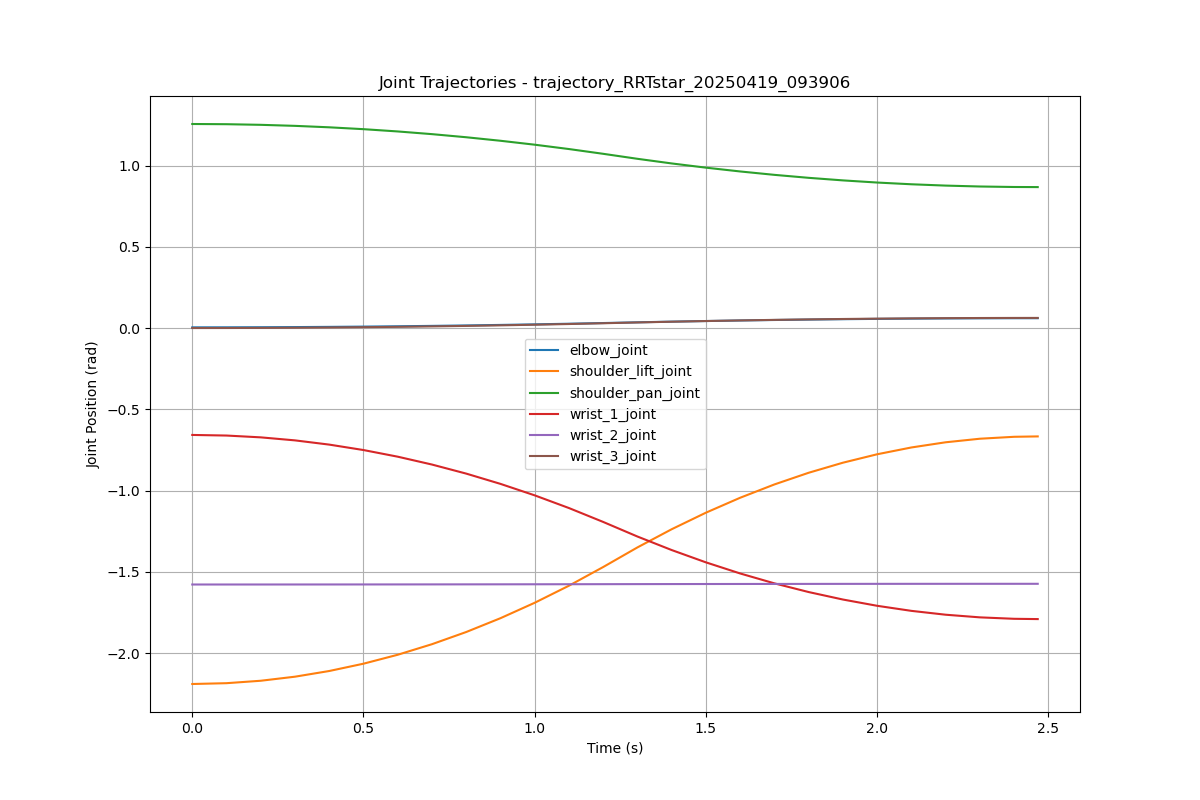 Joint Trajectories - trajectory_RRTstar_20250419_093906
Joint Position (rad)
1.0
0.5
0.0
−0.5
−1.0
−1.5
−2.0
elbow_joint
shoulder_lift_joint
shoulder_pan_joint
wrist_1_joint
wrist_2_joint
wrist_3_joint
0.0 0.5 1.0 1.5 2.0 2.5
Time (s)